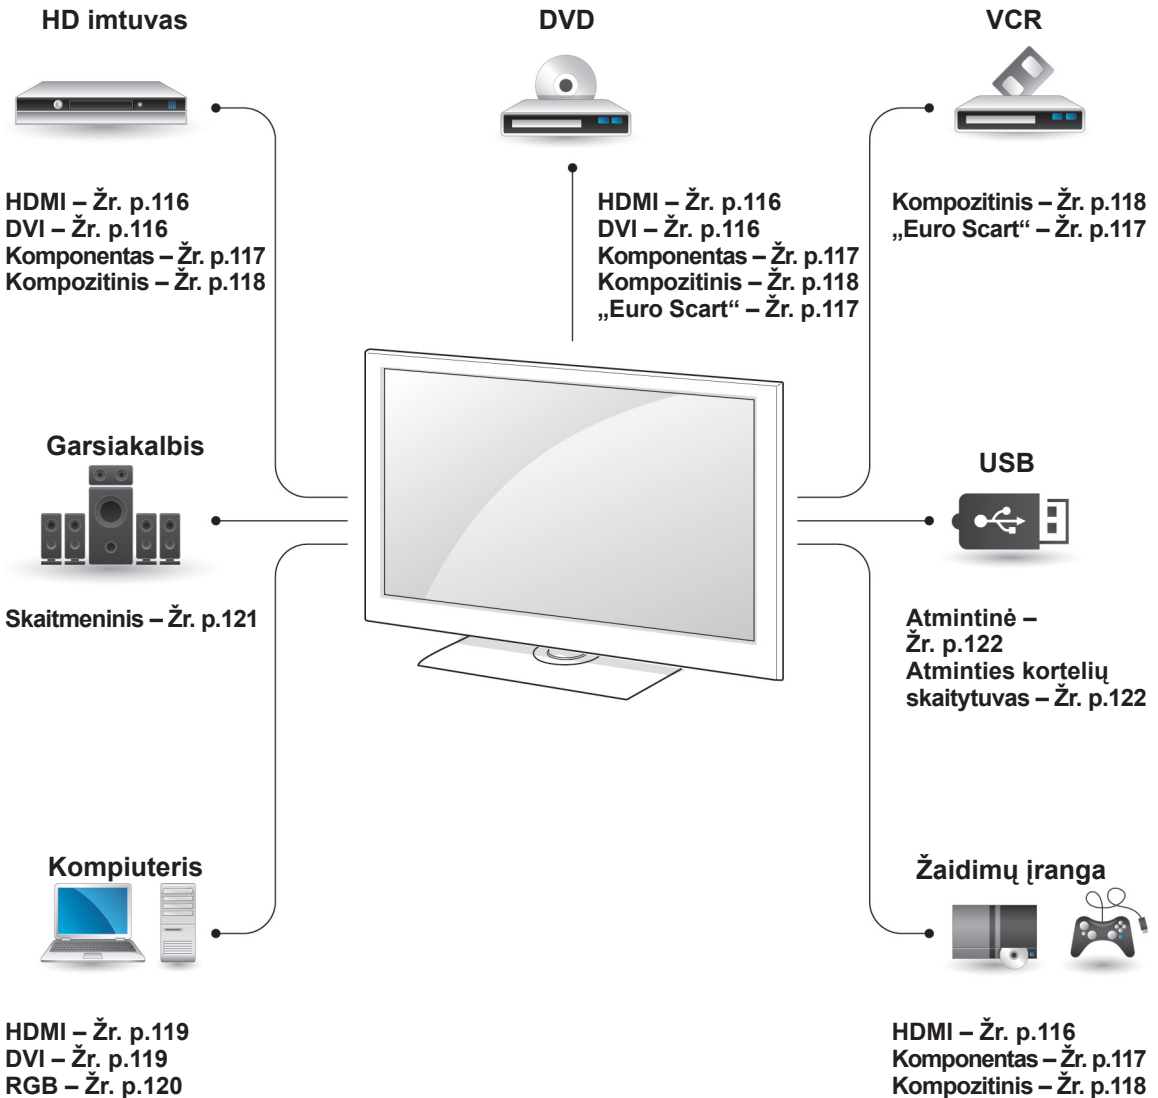 HD imtuvas
HDMI – Žr. p.116
DVI – Žr. p.116
Komponentas – Žr. p.117
Kompozitinis – Žr. p.118
DVD
HDMI – Žr. p.116
DVI – Žr. p.116
Komponentas – Žr. p.117
Kompozitinis – Žr. p.118
„Euro Scart“ – Žr. p.117
VCR
Kompozitinis – Žr. p.118
„Euro Scart“ – Žr. p.117
Garsiakalbis
Skaitmeninis – Žr. p.121
USB
Atmintinė –
Žr. p.122
Atminties kortelių
skaitytuvas – Žr. p.122
Kompiuteris
HDMI – Žr. p.119
DVI – Žr. p.119
RGB – Žr. p.120
Žaidimų įranga
HDMI – Žr. p.116
Komponentas – Žr. p.117
Kompozitinis – Žr. p.118